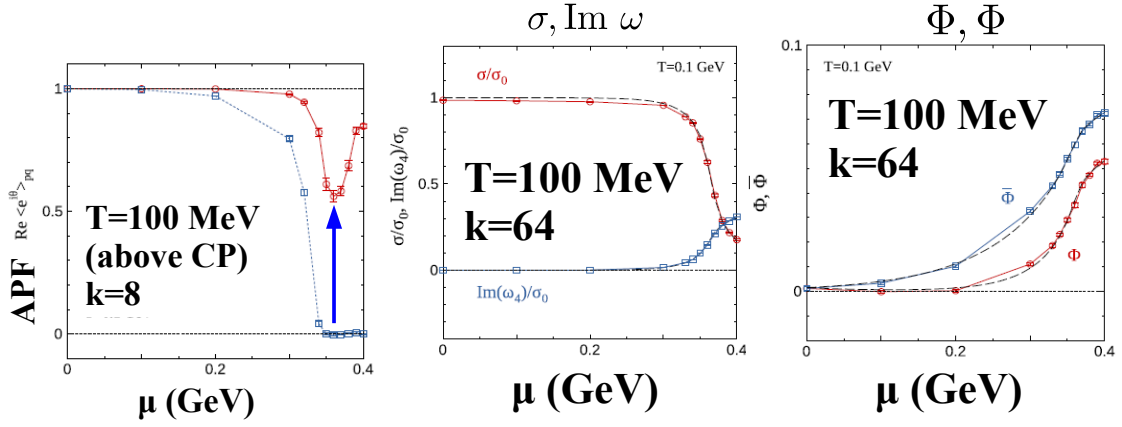 σ, Im ω
Φ, Φ
APF Re <e^{iθ}>_{pq}
1
0.5
0
T=100 MeV
(above CP)
k=8
0
0.2
0.4
μ (GeV)
σ/σ₀, Im(ω₄)/σ₀
1
0.5
0
σ/σ₀
T=0.1 GeV
T=100 MeV
k=64
Im(ω₄)/σ₀
0
0.2
0.4
μ (GeV)
Φ, Φ̅
0.1
0
T=0.1 GeV
T=100 MeV
k=64
Φ̅
Φ
0
0.2
0.4
μ (GeV)